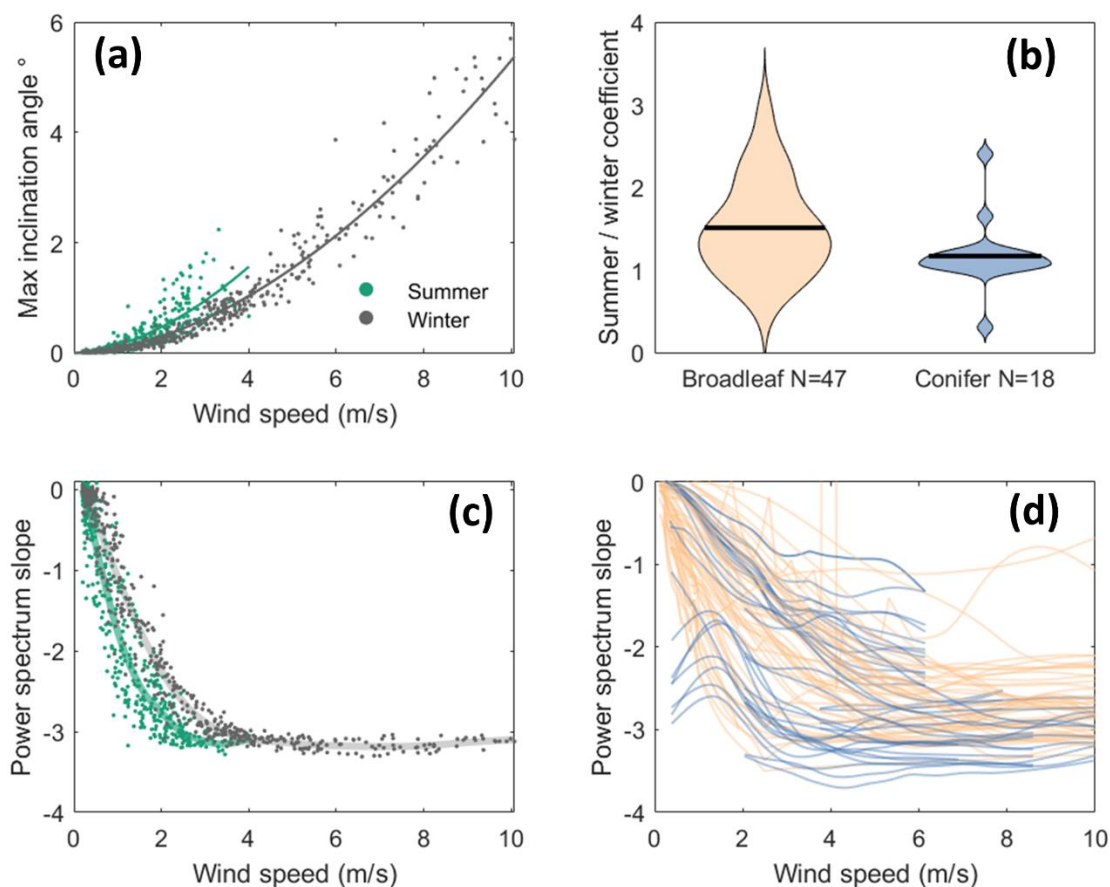 (a)
6
4
2
0
Max inclination angle °
Summer
Winter
0 2 4 6 8 10
Wind speed (m/s)
(b)
4
3
2
1
0
Summer / winter coefficient
Broadleaf N=47 Conifer N=18
(c)
0
-1
-2
-3
-4
Power spectrum slope
0 2 4 6 8 10
Wind speed (m/s)
(d)
0
-1
-2
-3
-4
Power spectrum slope
0 2 4 6 8 10
Wind speed (m/s)